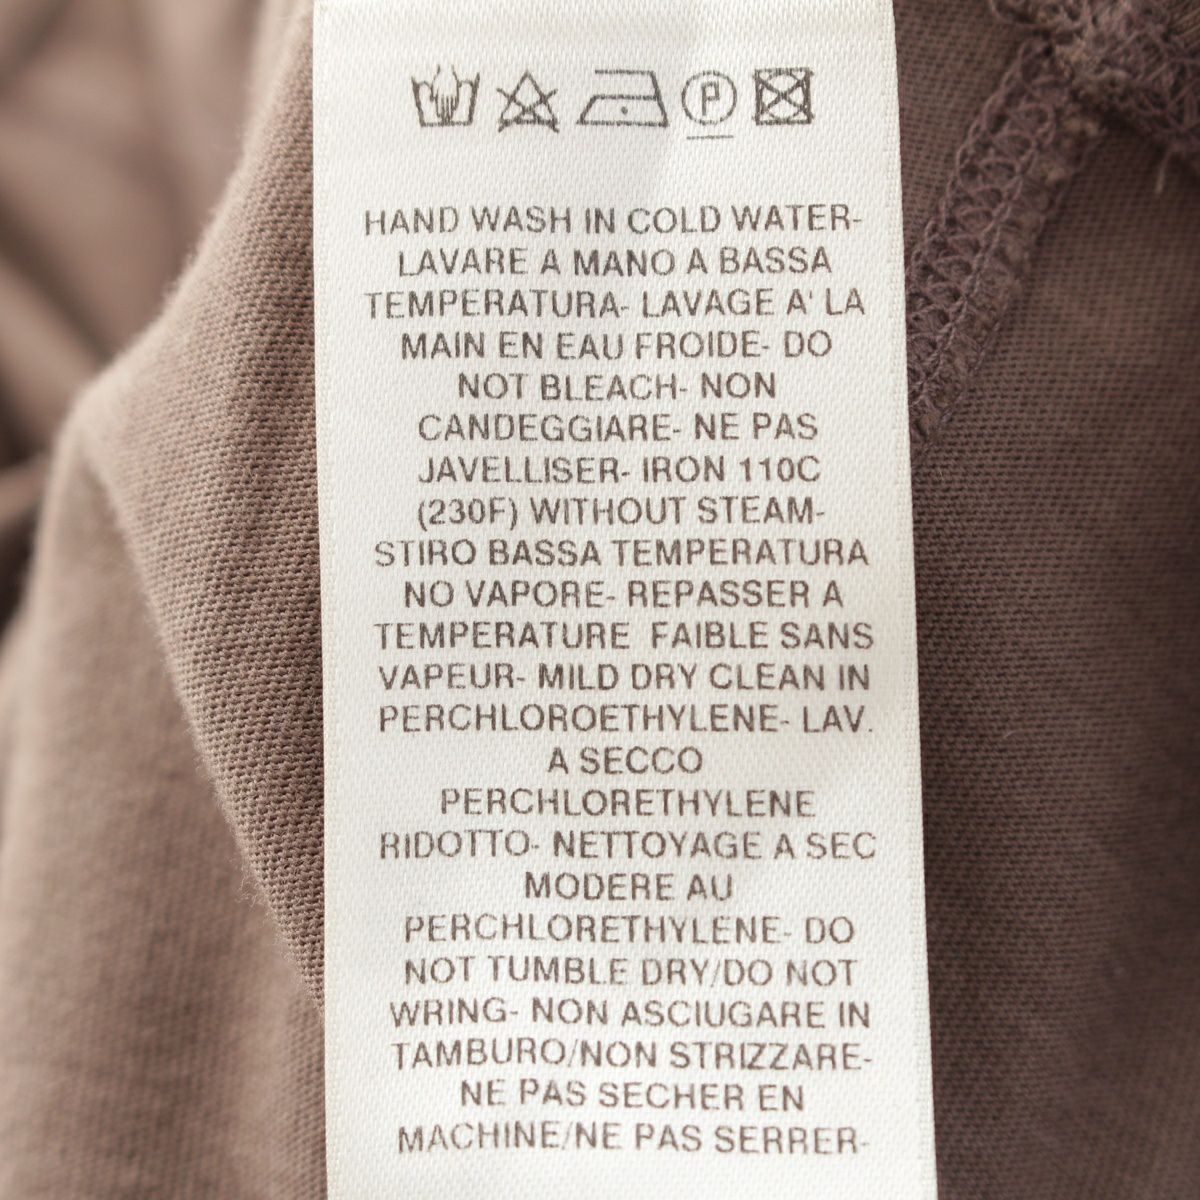 P
HAND WASH IN COLD WATER-
LAVARE A MANO A BASSA
TEMPERATURA- LAVAGE A' LA
MAIN EN EAU FROIDE- DO
NOT BLEACH- NON
CANDEGGIARE- NE PAS
JAVELLISER- IRON 110C
(230F) WITHOUT STEAM-
STIRO BASSA TEMPERATURA
NO VAPORE- REPASSER A
TEMPERATURE FAIBLE SANS
VAPEUR- MILD DRY CLEAN IN
PERCHLOROETHYLENE- LAV.
A SECCO
PERCHLORETHYLENE
RIDOTTO- NETTOYAGE A SEC
MODERE AU
PERCHLORETHYLENE- DO
NOT TUMBLE DRY/DO NOT
WRING- NON ASCIUGARE IN
TAMBURO/NON STRIZZARE-
NE PAS SECHER EN
MACHINE/NE PAS SERRER-